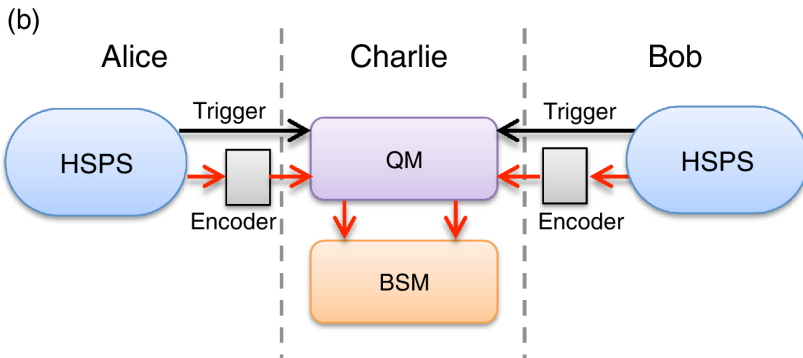 (b)
Alice
Charlie
Bob
Trigger
Trigger
HSPS
QM
HSPS
Encoder
Encoder
BSM